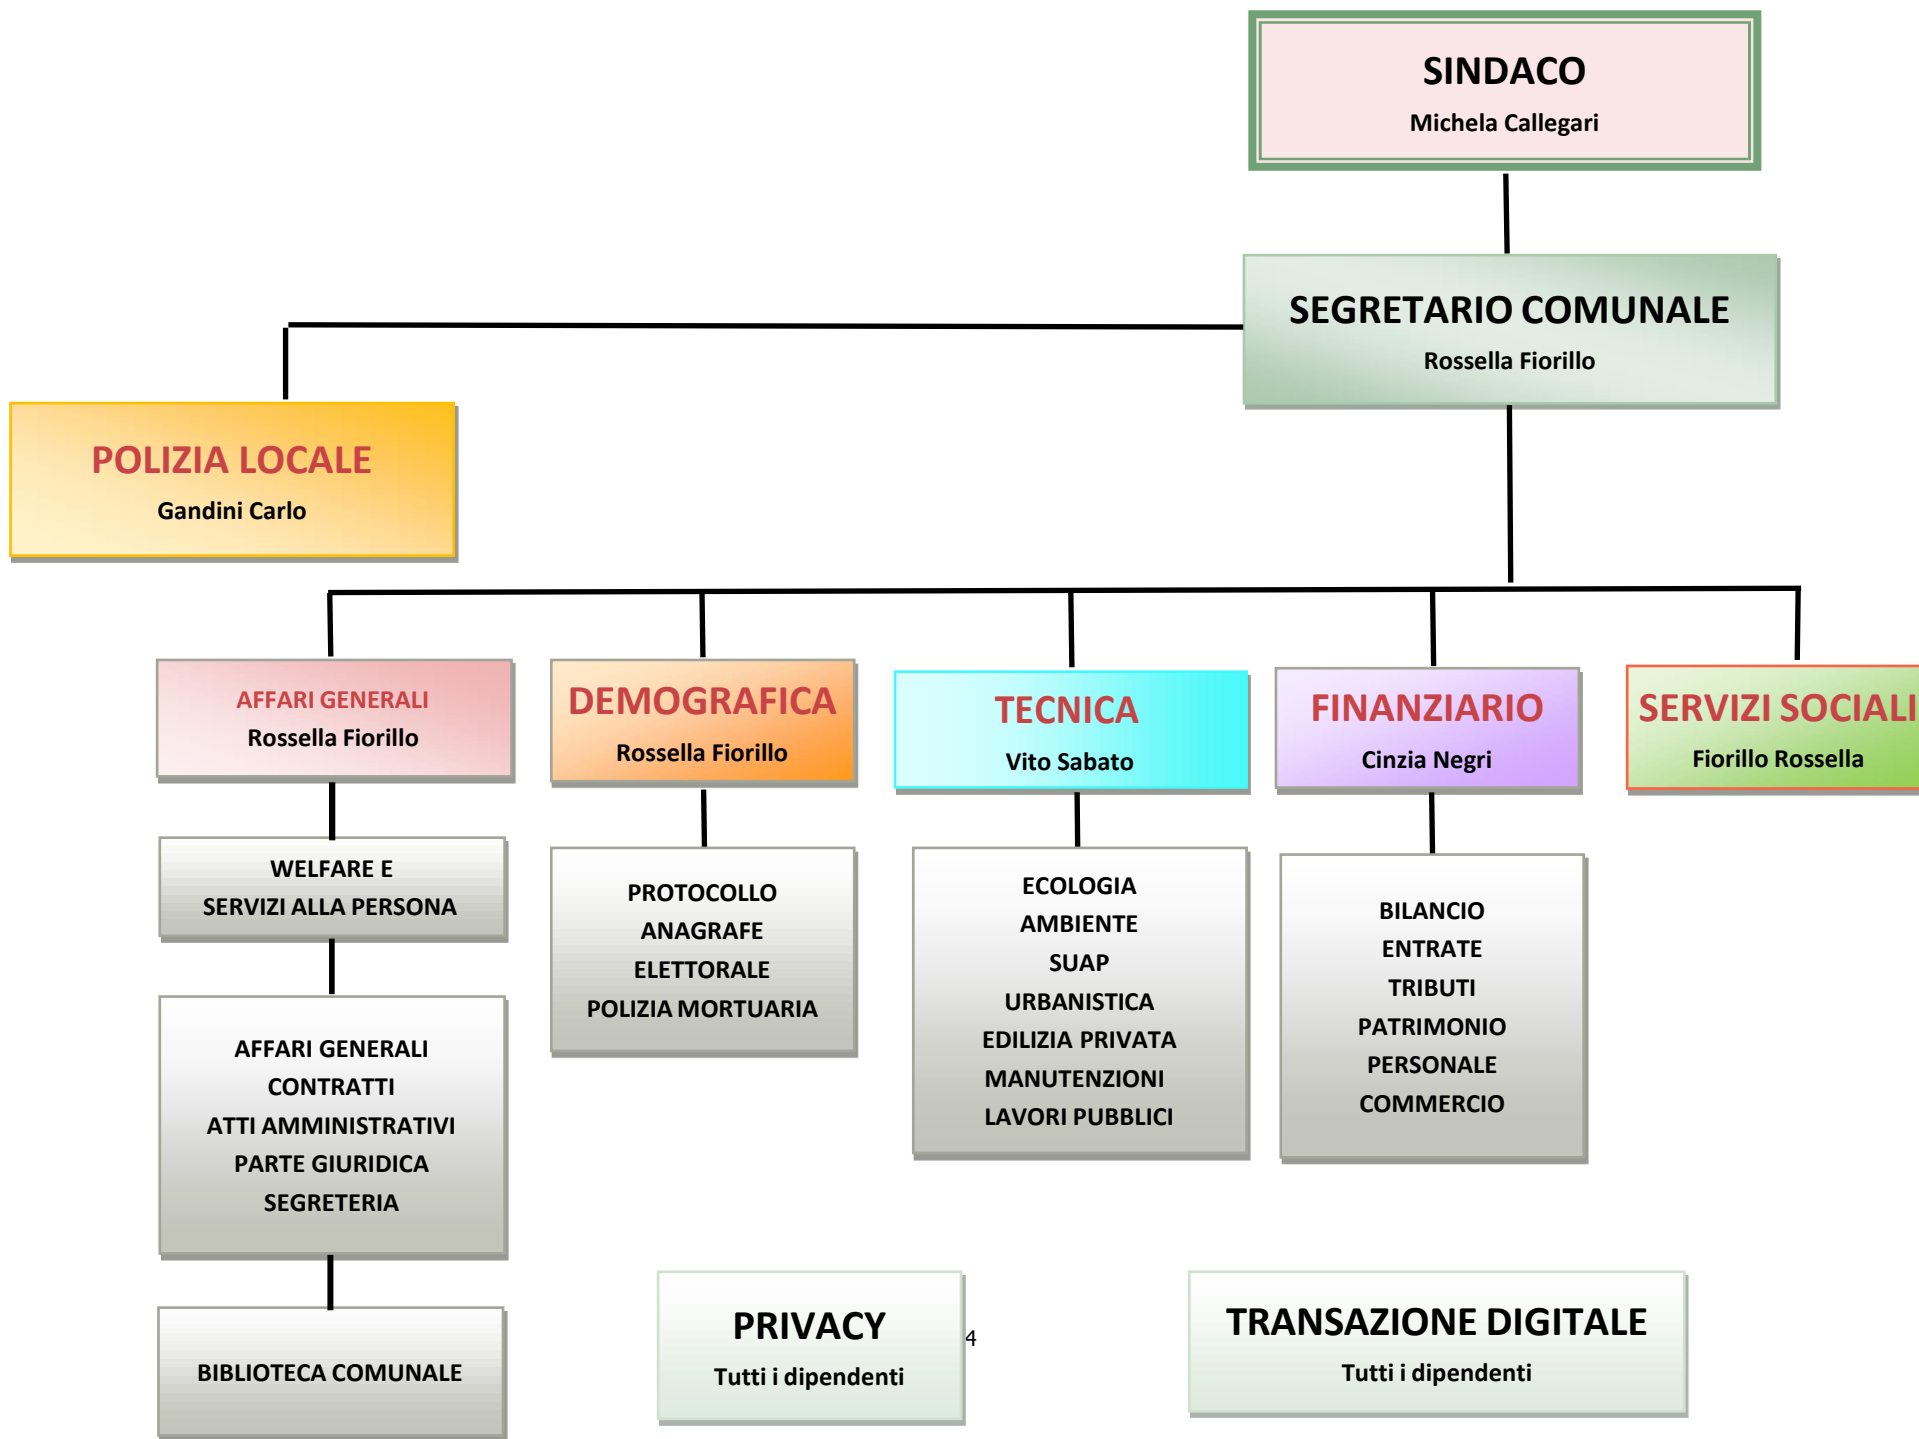 SINDACO
Michela Callegari
SEGRETARIO COMUNALE
Rossella Fiorillo
POLIZIA LOCALE
Gandini Carlo
AFFARI GENERALI
Rossella Fiorillo
DEMOGRAFICA
Rossella Fiorillo
TECNICA
Vito Sabato
FINANZIARIO
Cinzia Negri
SERVIZI SOCIALI
Fiorillo Rossella
WELFARE E
SERVIZI ALLA PERSONA
AFFARI GENERALI
CONTRATTI
ATTI AMMINISTRATIVI
PARTE GIURIDICA
SEGRETERIA
BIBLIOTECA COMUNALE
PROTOCOLLO
ANAGRAFE
ELETTORALE
POLIZIA MORTUARIA
ECOLOGIA
AMBIENTE
SUAP
URBANISTICA
EDILIZIA PRIVATA
MANUTENZIONI
LAVORI PUBBLICI
BILANCIO
ENTRATE
TRIBUTI
PATRIMONIO
PERSONALE
COMMERCIO
PRIVACY
Tutti i dipendenti
4
TRANSAZIONE DIGITALE
Tutti i dipendenti